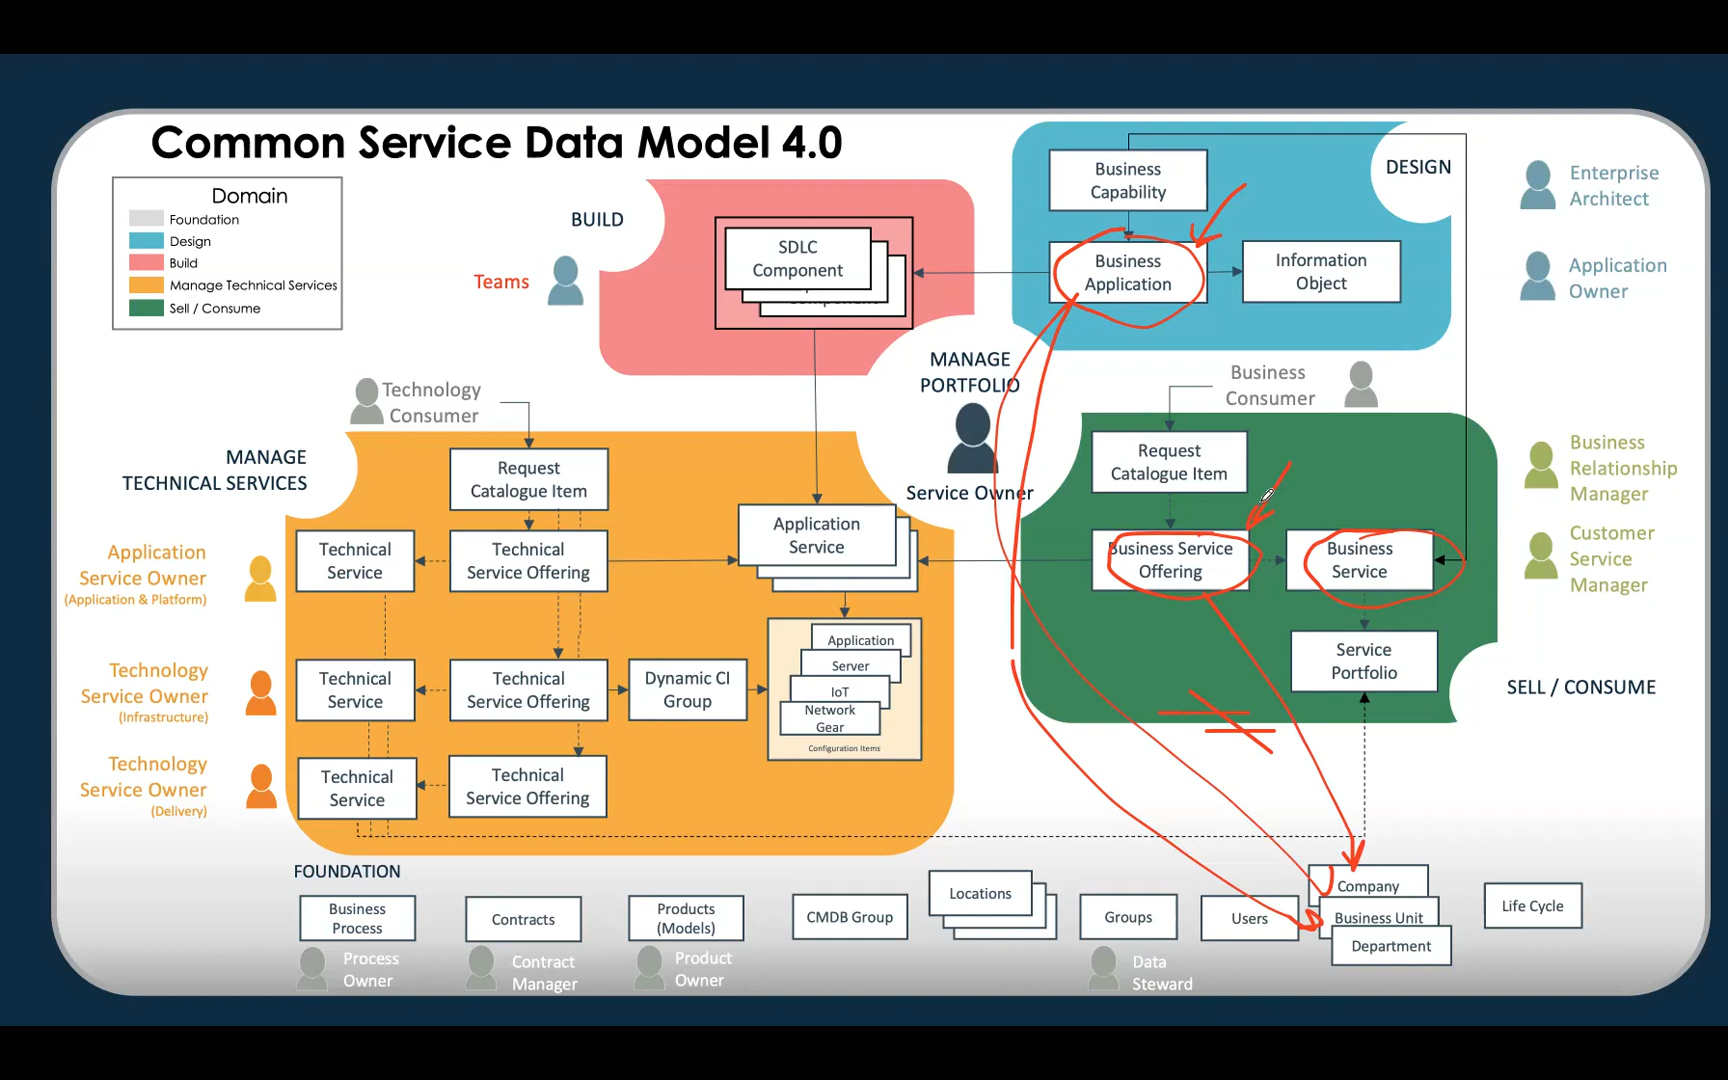 Common Service Data Model 4.0
Domain
Foundation
Design
Build
Manage Technical Services
Sell / Consume
BUILD
Teams
SDLC
Component
DESIGN
Business
Capability
Business
Application
Information
Object
Enterprise
Architect
Application
Owner
MANAGE
PORTFOLIO
Service Owner
Technology
Consumer
Business
Consumer
MANAGE
TECHNICAL SERVICES
Request
Catalogue Item
Application
Service Owner
(Application & Platform)
Technical
Service
Technical
Service Offering
Application
Service
Technology
Service Owner
(Infrastructure)
Technical
Service
Technical
Service Offering
Dynamic CI
Group
Application
Server
IoT
Network
Gear
Configuration Items
Technology
Service Owner
(Delivery)
Technical
Service
Technical
Service Offering
Request
Catalogue Item
Business Service
Offering
Business
Service
Service
Portfolio
Business
Relationship
Manager
Customer
Service
Manager
SELL / CONSUME
FOUNDATION
Business
Process
Contracts
Products
(Models)
CMDB Group
Locations
Groups
Users
Company
Business Unit
Department
Life Cycle
Process
Owner
Contract
Manager
Product
Owner
Data
Steward